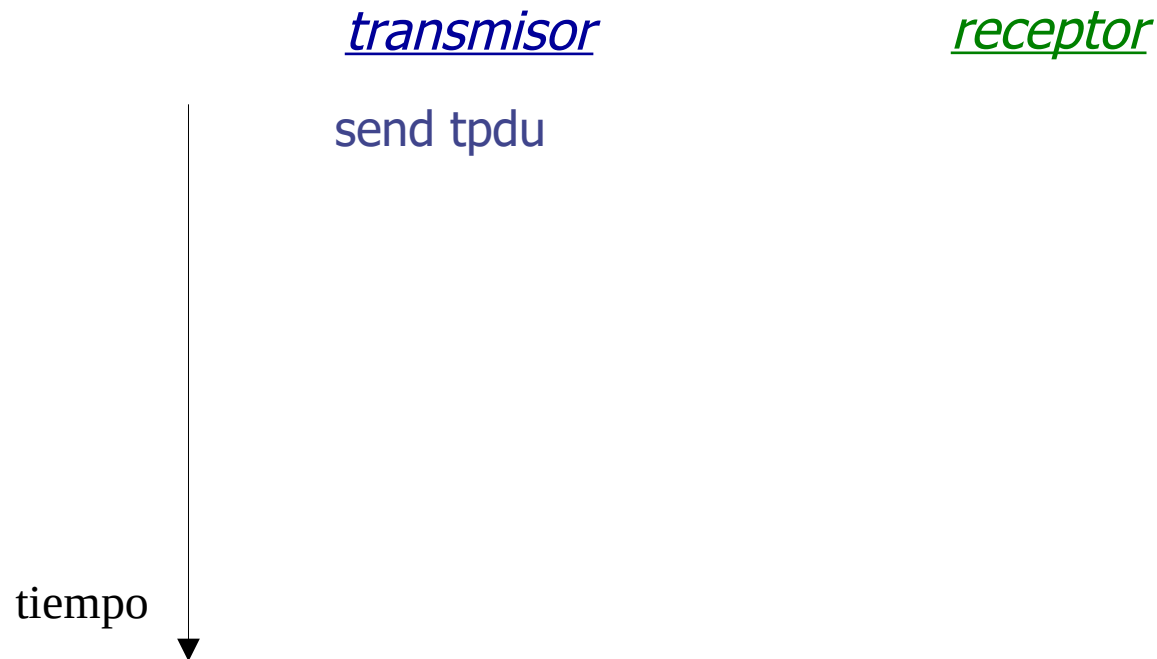 transmisor
receptor
send tpdu
tiempo